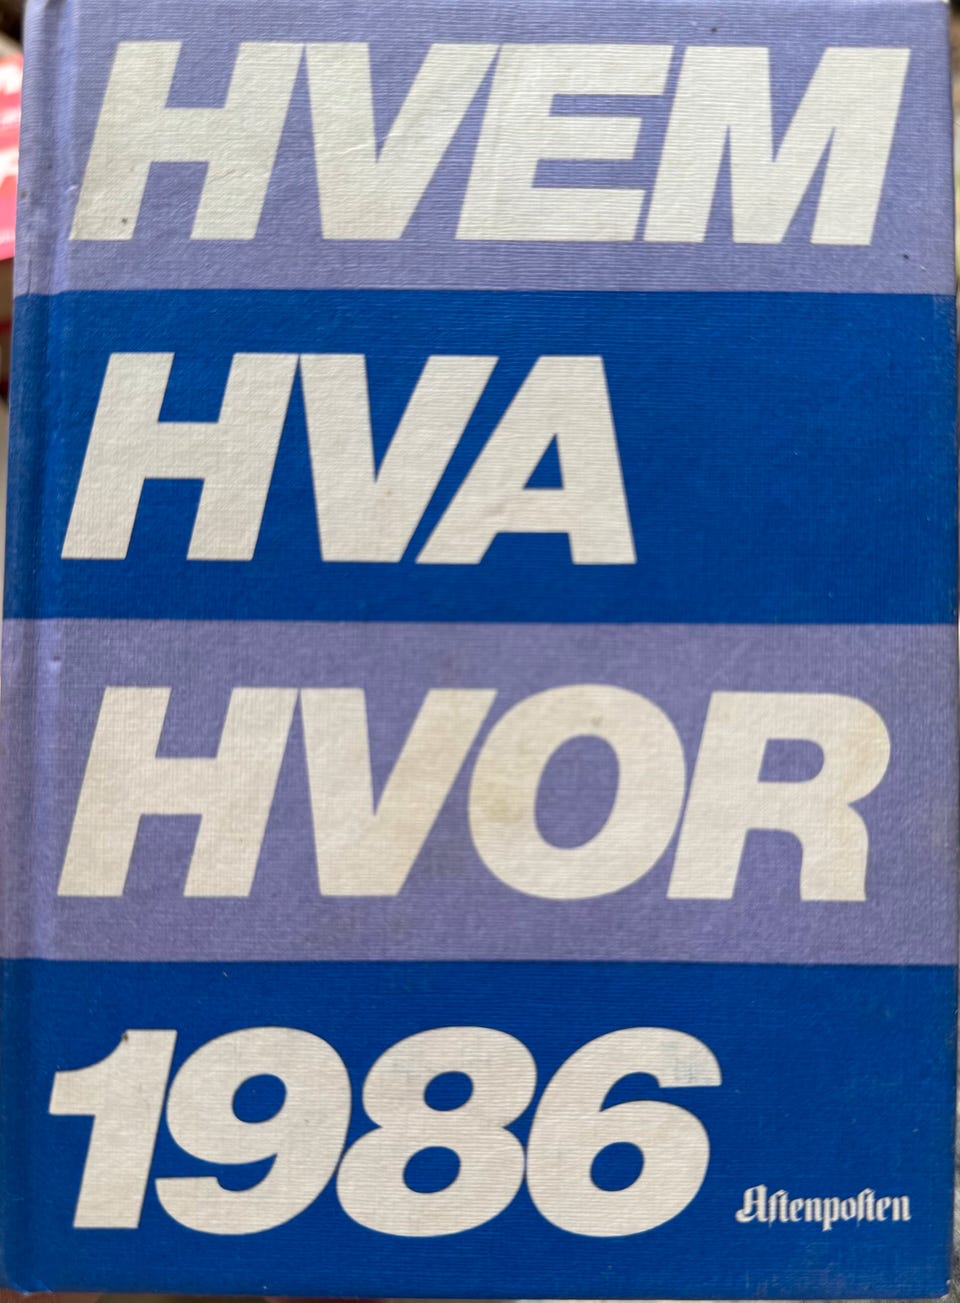 HVEM
HVA
HVOR
1986
Aftenposten